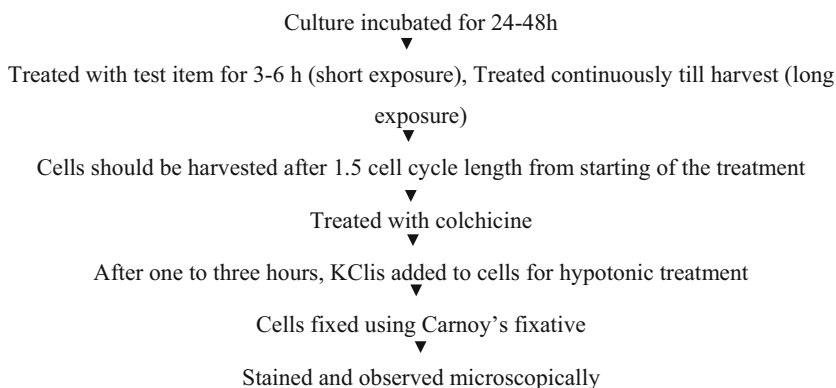 Culture incubated for 24-48h
Treated with test item for 3-6 h (short exposure), Treated continuously till harvest (long
exposure)
Cells should be harvested after 1.5 cell cycle length from starting of the treatment
Treated with colchicine
After one to three hours, KClis added to cells for hypotonic treatment
Cells fixed using Carnoy's fixative
Stained and observed microscopically